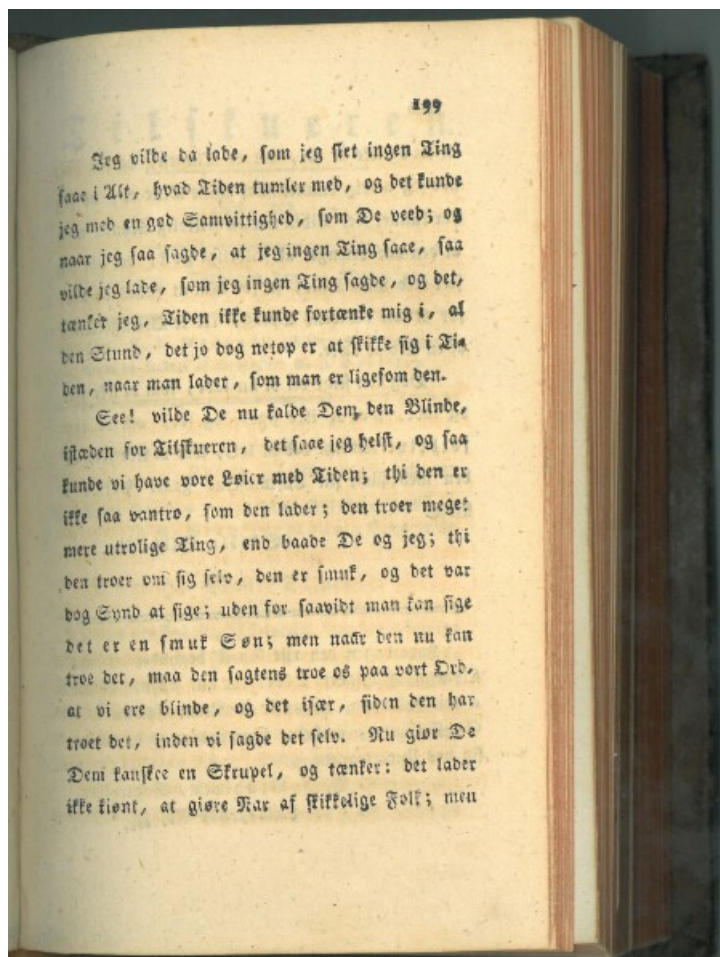 199
Jeg vilde da lade, som jeg slet ingen Ting
saae i Alt, hvad Tiden tumler med, og det kunde
jeg med en god Samvittighed, som De veed; og
naar jeg saa sagde, at jeg ingen Ting saae, saa
vilde jeg lade, som jeg ingen Ting sagde, og det,
tænker jeg, Tiden ikke kunde fortænke mig i, al
den Stund, det jo dog netop er at skikke sig i Ti-
den, naar man lader, som man er ligesom den.
See! vilde De nu kalde Dem den Blinde,
istæden for Tilskueren, det saae jeg helst, og saa
kunde vi have vore Løier med Tiden; thi den er
ikke saa vantro, som den lader; den troer meget
mere utrolige Ting, end baade De og jeg; thi
den troer om sig selv, den er smuk, og det var
dog Synd at sige; uden for saavidt man kan sige
det er en smuk Søn; men naar den nu kan
troe det, maa den sagtens troe os paa vort Ord,
at vi ere blinde, og det især, siden den har
troet det, inden vi sagde det selv. Nu giør De
Dem kanskee en Skrupel, og tænker: det lader
ikke kiønt, at giøre Nar af skikkelige Folk; men